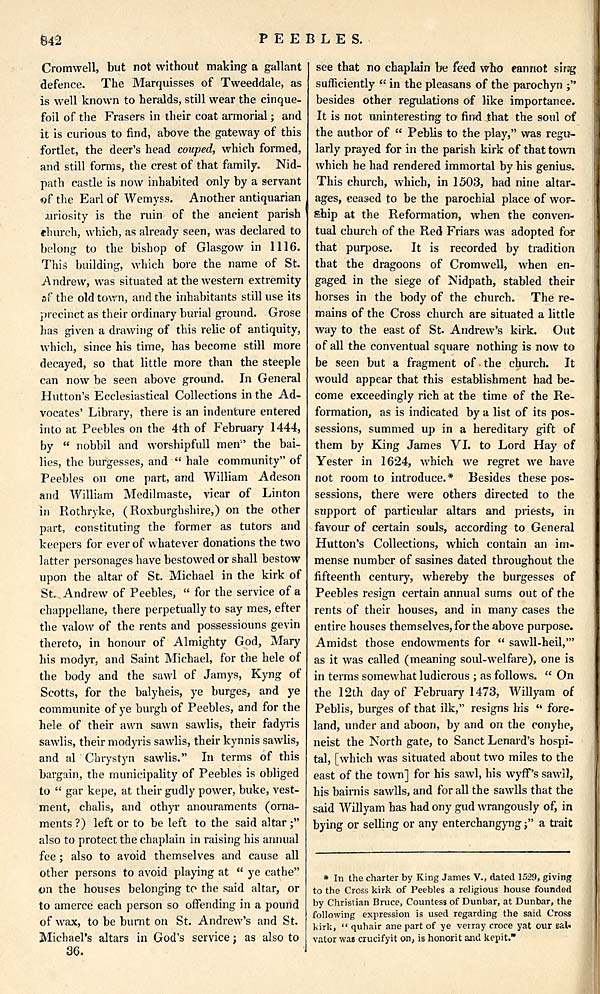 842
PEEBLES.
Cromwell, but not without making a gallant
defence. The Marquisses of Tweeddale, as
is well known to heralds, still wear the cinque-
foil of the Frasers in their coat armorial; and
it is curious to find, above the gateway of this
fortlet, the deer's head couped, which formed,
and still forms, the crest of that family. Nid-
path castle is now inhabited only by a servant
of the Earl of Wemyss. Another antiquarian
uriosity is the ruin of the ancient parish
church, which, as already seen, was declared to
belong to the bishop of Glasgow in 1116.
This building, which bore the name of St.
Andrew, was situated at the western extremity
of the old town, and the inhabitants still use its
precinct as their ordinary burial ground. Grose
has given a drawing of this relic of antiquity,
which, since his time, has become still more
decayed, so that little more than the steeple
can now be seen above ground. In General
Hutton's Ecclesiastical Collections in the Ad-
vocates' Library, there is an indenture entered
into at Peebles on the 4th of February 1444,
by “ nobbil and worshipfull men” the bai-
lies, the burgesses, and “ hale community” of
Peebles on one part, and William Adeson
and William Medilmaste, vicar of Linton
in Rothryke, (Roxburghshire,) on the other
part, constituting the former as tutors and
keepers for ever of whatever donations the two
latter personages have bestowed or shall bestow
upon the altar of St. Michael in the kirk of
St. Andrew of Peebles, “ for the service of a
chappellane, there perpetually to say mes, efter
the valow of the rents and possessiouns gevin
thereto, in honour of Almighty God, Mary
his modyr, and Saint Michael, for the hele of
the body and the sawl of Jamys, Kyng of
Scotts, for the balyheis, ye burges, and ye
communite of ye burgh of Peebles, and for the
hele of their awn sawn sawlis, their fadyris
sawlis, their modyris sawlis, their kynnis sawlis,
and al Chrystyn sawlis.” In terms of this
bargain, the municipality of Peebles is obliged
to “ gar kepe, at their gudly power, buke, vest-
ment, chalis, and othyr anouraments (orna-
ments ?) left or to be left to the said altar;”
also to protect the chaplain in raising his annual
fee; also to avoid themselves and cause all
other persons to avoid playing at “ ye cathe”
on the houses belonging to the said altar, or
to amerce each person so offending in a pound
of wax, to be burnt on St. Andrew's and St.
Michael's altars in God's service; as also to
36.
see that no chaplain be feed who cannot sing
sufficiently “ in the pleasans of the parochyn ;”
besides other regulations of like importance.
It is not uninteresting to find that the soul of
the author of “ Peblis to the play,” was regu-
larly prayed for in the parish kirk of that town
which he had rendered immortal by his genius.
This church, which, in 1503, had nine altar-
ages, ceased to be the parochial place of wor-
ship at the Reformation, when the conven-
tual church of the Red Friars was adopted for
that purpose. It is recorded by tradition
that the dragoons of Cromwell, when en-
gaged in the siege of Nidpath, stabled their
horses in the body of the church. The re-
mains of the Cross church are situated a little
way to the east of St. Andrew's kirk. Out
of all the conventual square nothing is now to
be seen but a fragment of the church. It
would appear that this establishment had be-
come exceedingly rich at the time of the Re-
formation, as is indicated by a list of its pos-
sessions, summed up in a hereditary gift of
them by King James VI. to Lord Hay of
Yester in 1624, which we regret we have
not room to introduce.* Besides these pos-
sessions, there were others directed to the
support of particular altars and priests, in
favour of certain souls, according to General
Hutton's Collections, which contain an im-
mense number of sasines dated throughout the
fifteenth century, whereby the burgesses of
Peebles resign certain annual sums out of the
rents of their houses, and in many cases the
entire houses themselves, for the above purpose.
Amidst those endowments for “ sawll-heil,”'
as it was called (meaning soul-welfare), one is
in terms somewhat ludicrous ; as follows. “ On
the 12th day of February 1473, Willyam of
Peblis, burges of that ilk,” resigns his “ fore-
land, under and aboon, by and on the conyhe,
neist the North gate, to Sanct Lenard's hospi-
tal, [which was situated about two miles to the
east of the town] for his sawl, his wyff's sawll,
his bairnis sawlls, and for all the sawlls that the
said Willyam has had ony gud wrangously of, in
bying or selling or any enterchangyng;” a trait
* In the charter by King James V., dated 1529, giving
to the Cross kirk of Peebles a religious house founded
by Christian Bruce, Countess of Dunbar, at Dunbar, the
following expression is used regarding the said Cross
kirk, “ quhair ane part of ye verray croce yat our sal-
vator was crucifyit on, is honorit and kepit.”